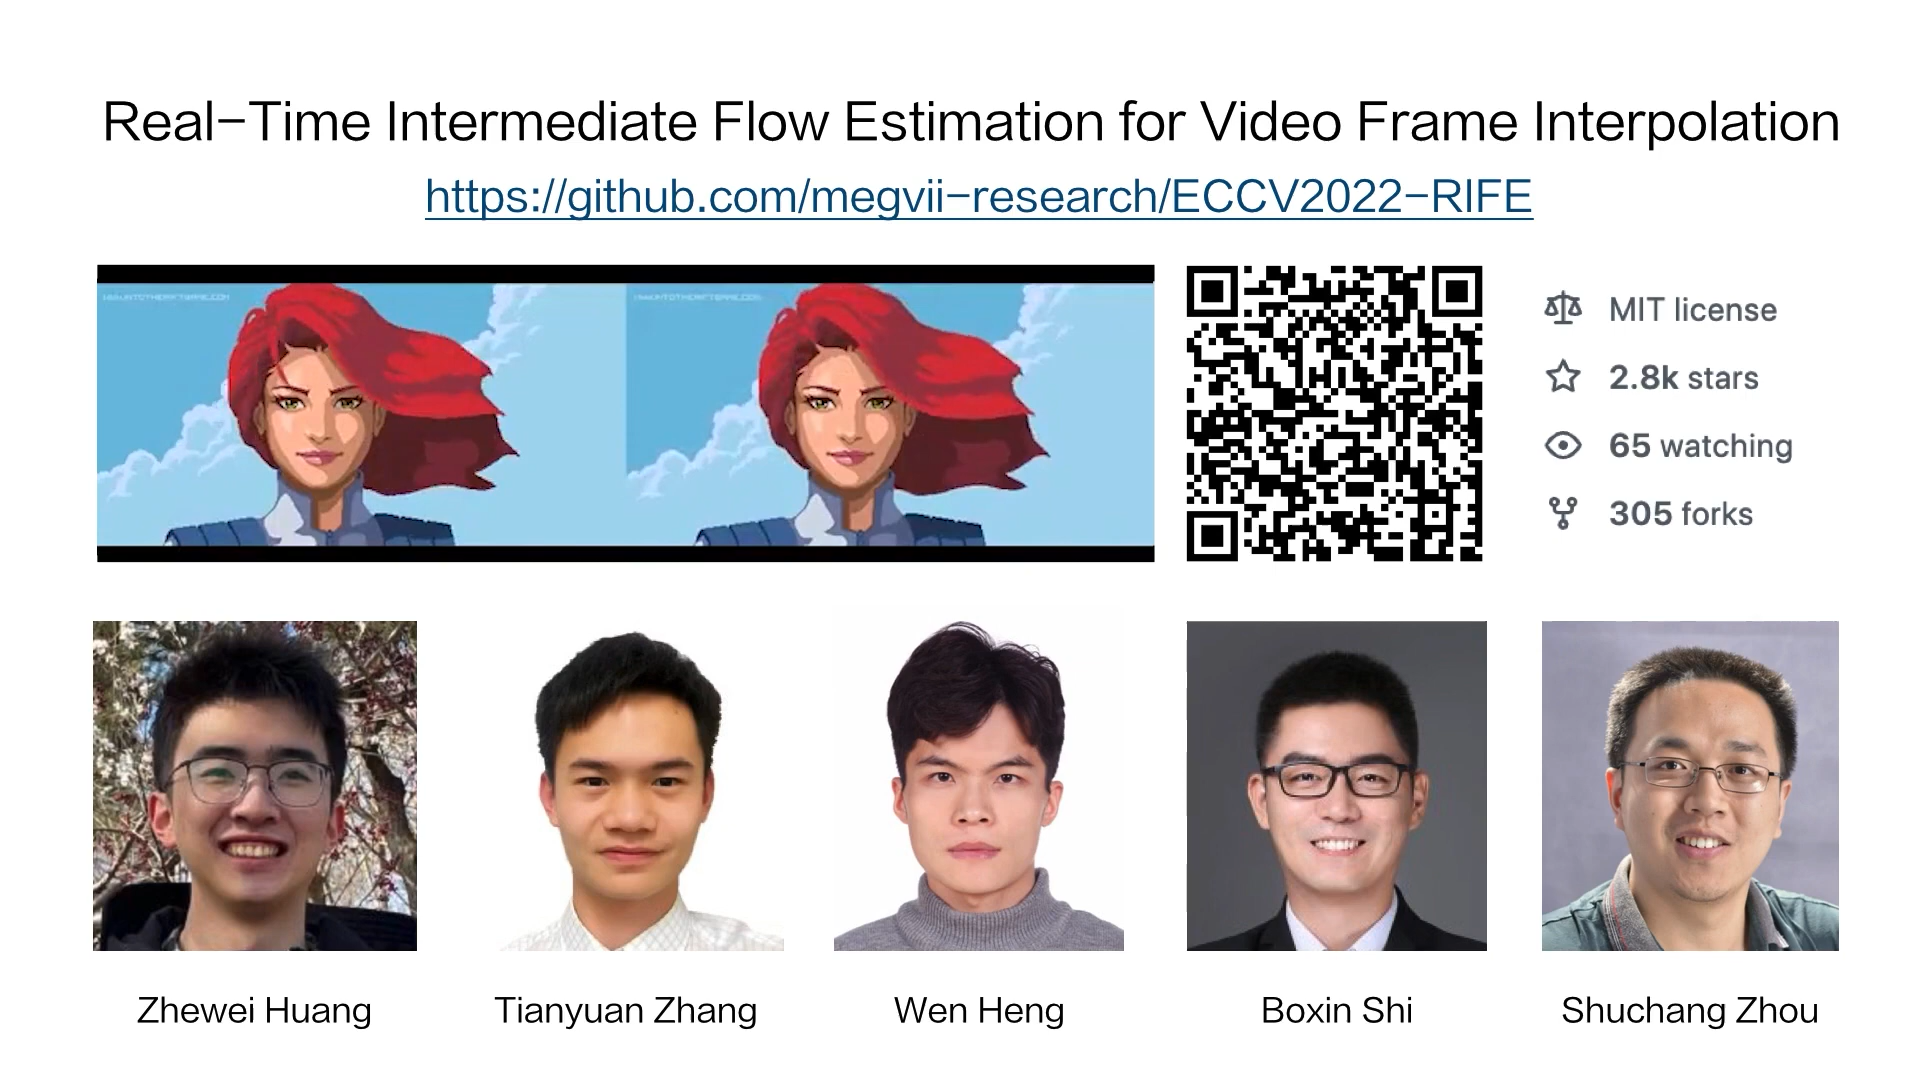 Real-Time Intermediate Flow Estimation for Video Frame Interpolation
https://github.com/megvii-research/ECCV2022-RIFE
MIT license
2.8k stars
65 watching
305 forks
Zhewei Huang
Tianyuan Zhang
Wen Heng
Boxin Shi
Shuchang Zhou